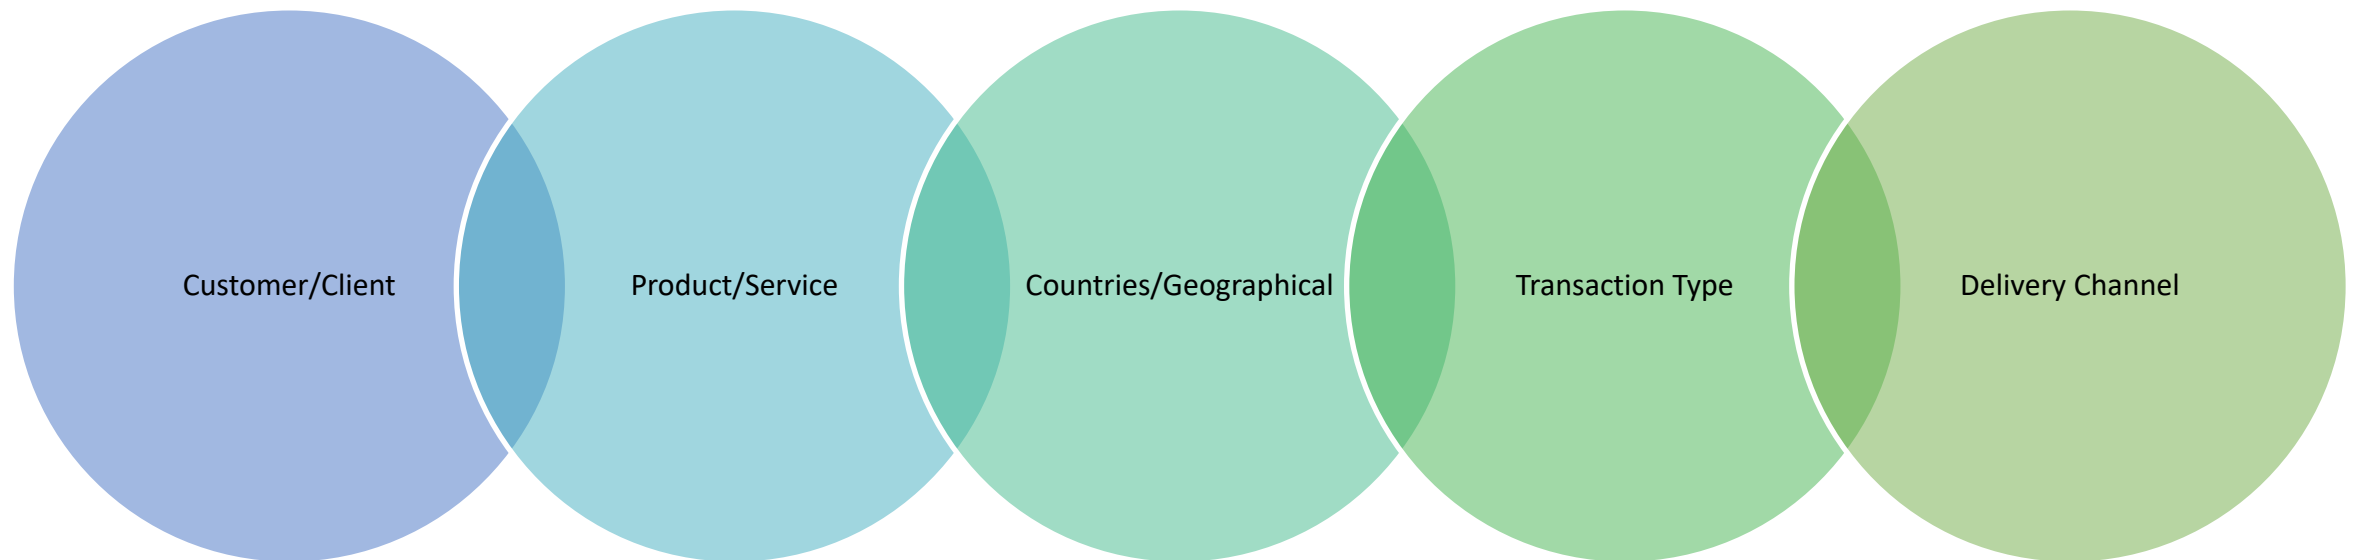 Customer/Client
Product/Service
Countries/Geographical
Transaction Type
Delivery Channel